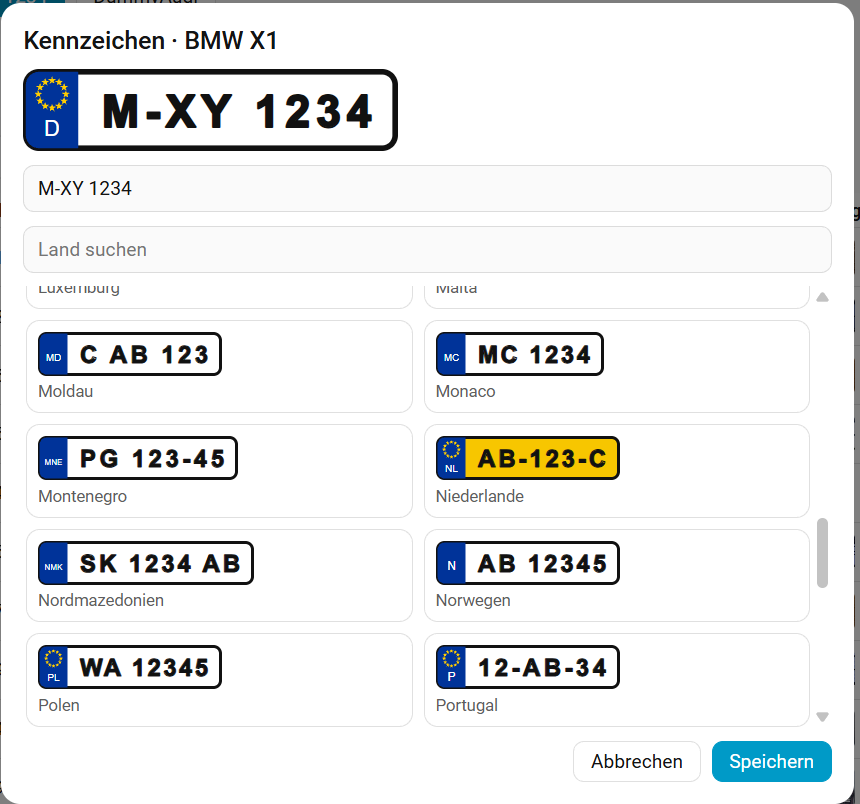 Kennzeichen · BMW X1
D
M-XY 1234
M-XY 1234
Land suchen
Luxemburg
Malta
MD
C AB 123
Moldau
MC
MC 1234
Monaco
MNE
PG 123-45
Montenegro
NL
AB-123-C
Niederlande
NMK
SK 1234 AB
Nordmazedonien
N
AB 12345
Norwegen
PL
WA 12345
Polen
P
12-AB-34
Portugal
Abbrechen
Speichern